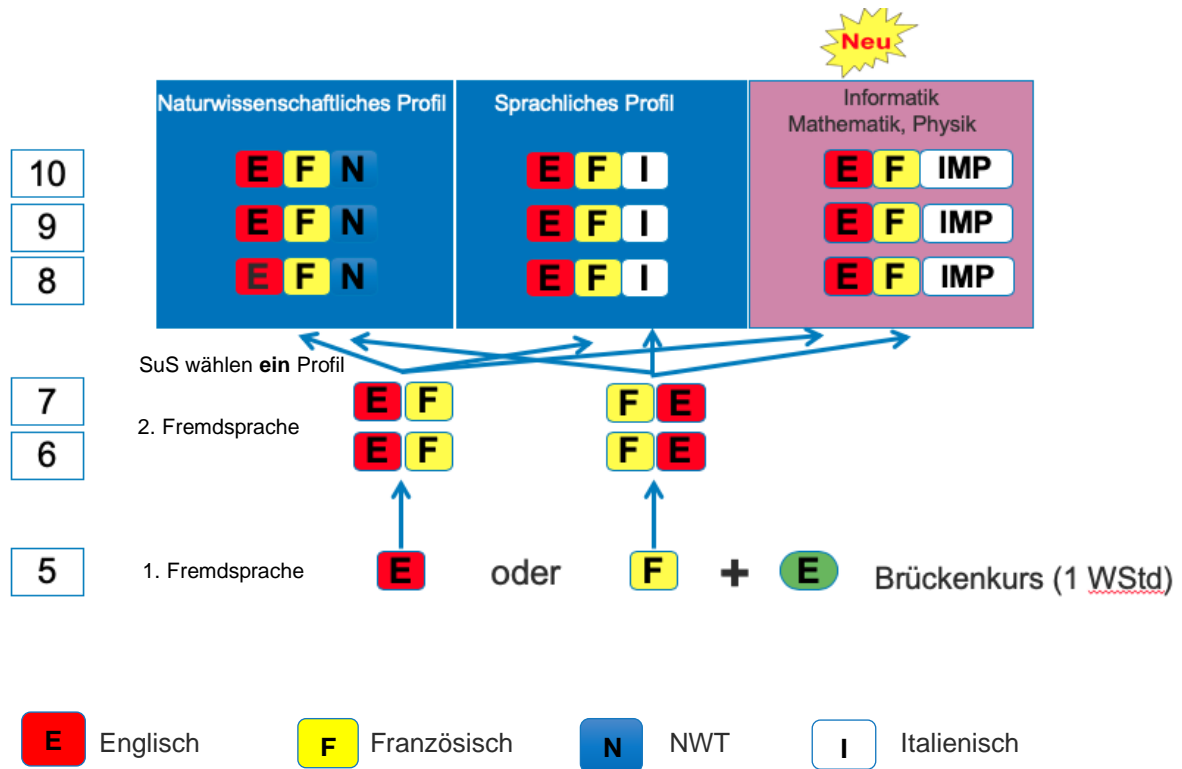 Neu
Naturwissenschaftliches Profil
Sprachliches Profil
Informatik
Mathematik, Physik
10 E F N E F I E F IMP
9 E F N E F I E F IMP
8 E F N E F I E F IMP
SuS wählen ein Profil
7 E F F E
2. Fremdsprache
6 E F F E
5 1. Fremdsprache E oder F + E Brückenkurs (1 WStd)
E Englisch F Französisch N NWT I Italienisch